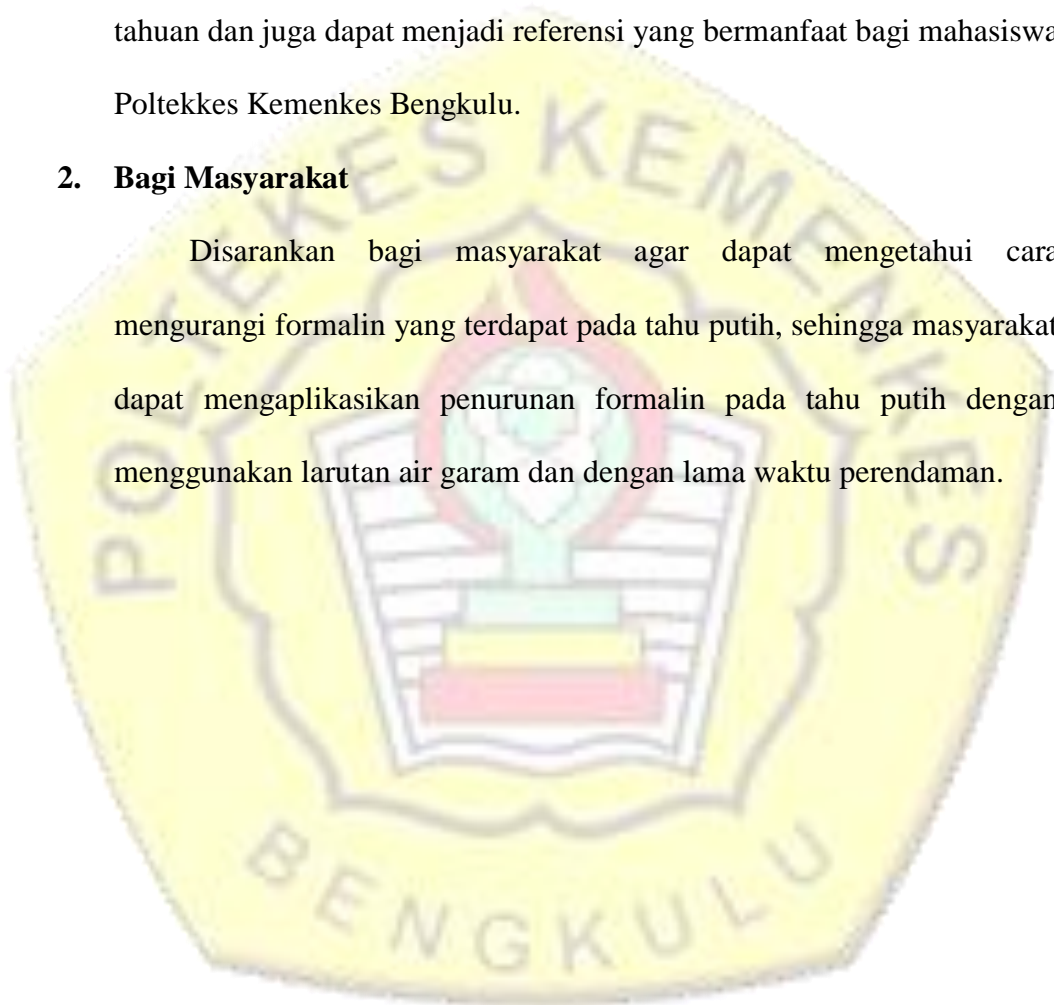 tahuan dan juga dapat menjadi referensi yang bermanfaat bagi mahasiswa
Poltekkes Kemenkes Bengkulu.
2. Bagi Masyarakat
Disarankan bagi masyarakat agar dapat mengetahui cara
mengurangi formalin yang terdapat pada tahu putih, sehingga masyarakat
dapat mengaplikasikan penurunan formalin pada tahu putih dengan
menggunakan larutan air garam dan dengan lama waktu perendaman.
POLTEKKES KEMENKES
BENGKULU